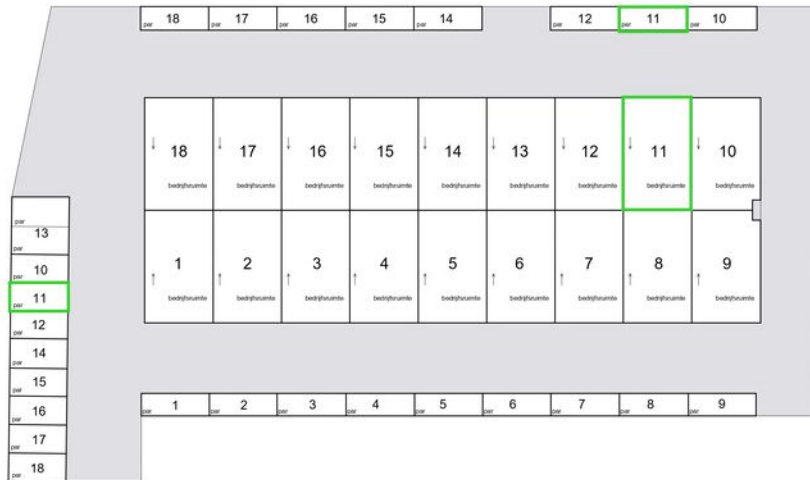 par 18 par 17 par 16 par 15 par 14 par 12 par 11 par 10
18 17 16 15 14 13 12 11 10
bedrijfsruimte bedrijfsruimte bedrijfsruimte bedrijfsruimte bedrijfsruimte bedrijfsruimte bedrijfsruimte bedrijfsruimte bedrijfsruimte
par
par 13
par 10
par 11
par 12
par 14
par 15
par 16
par 17
par 18
1 2 3 4 5 6 7 8 9
bedrijfsruimte bedrijfsruimte bedrijfsruimte bedrijfsruimte bedrijfsruimte bedrijfsruimte bedrijfsruimte bedrijfsruimte bedrijfsruimte
par 1 par 2 par 3 par 4 par 5 par 6 par 7 par 8 par 9